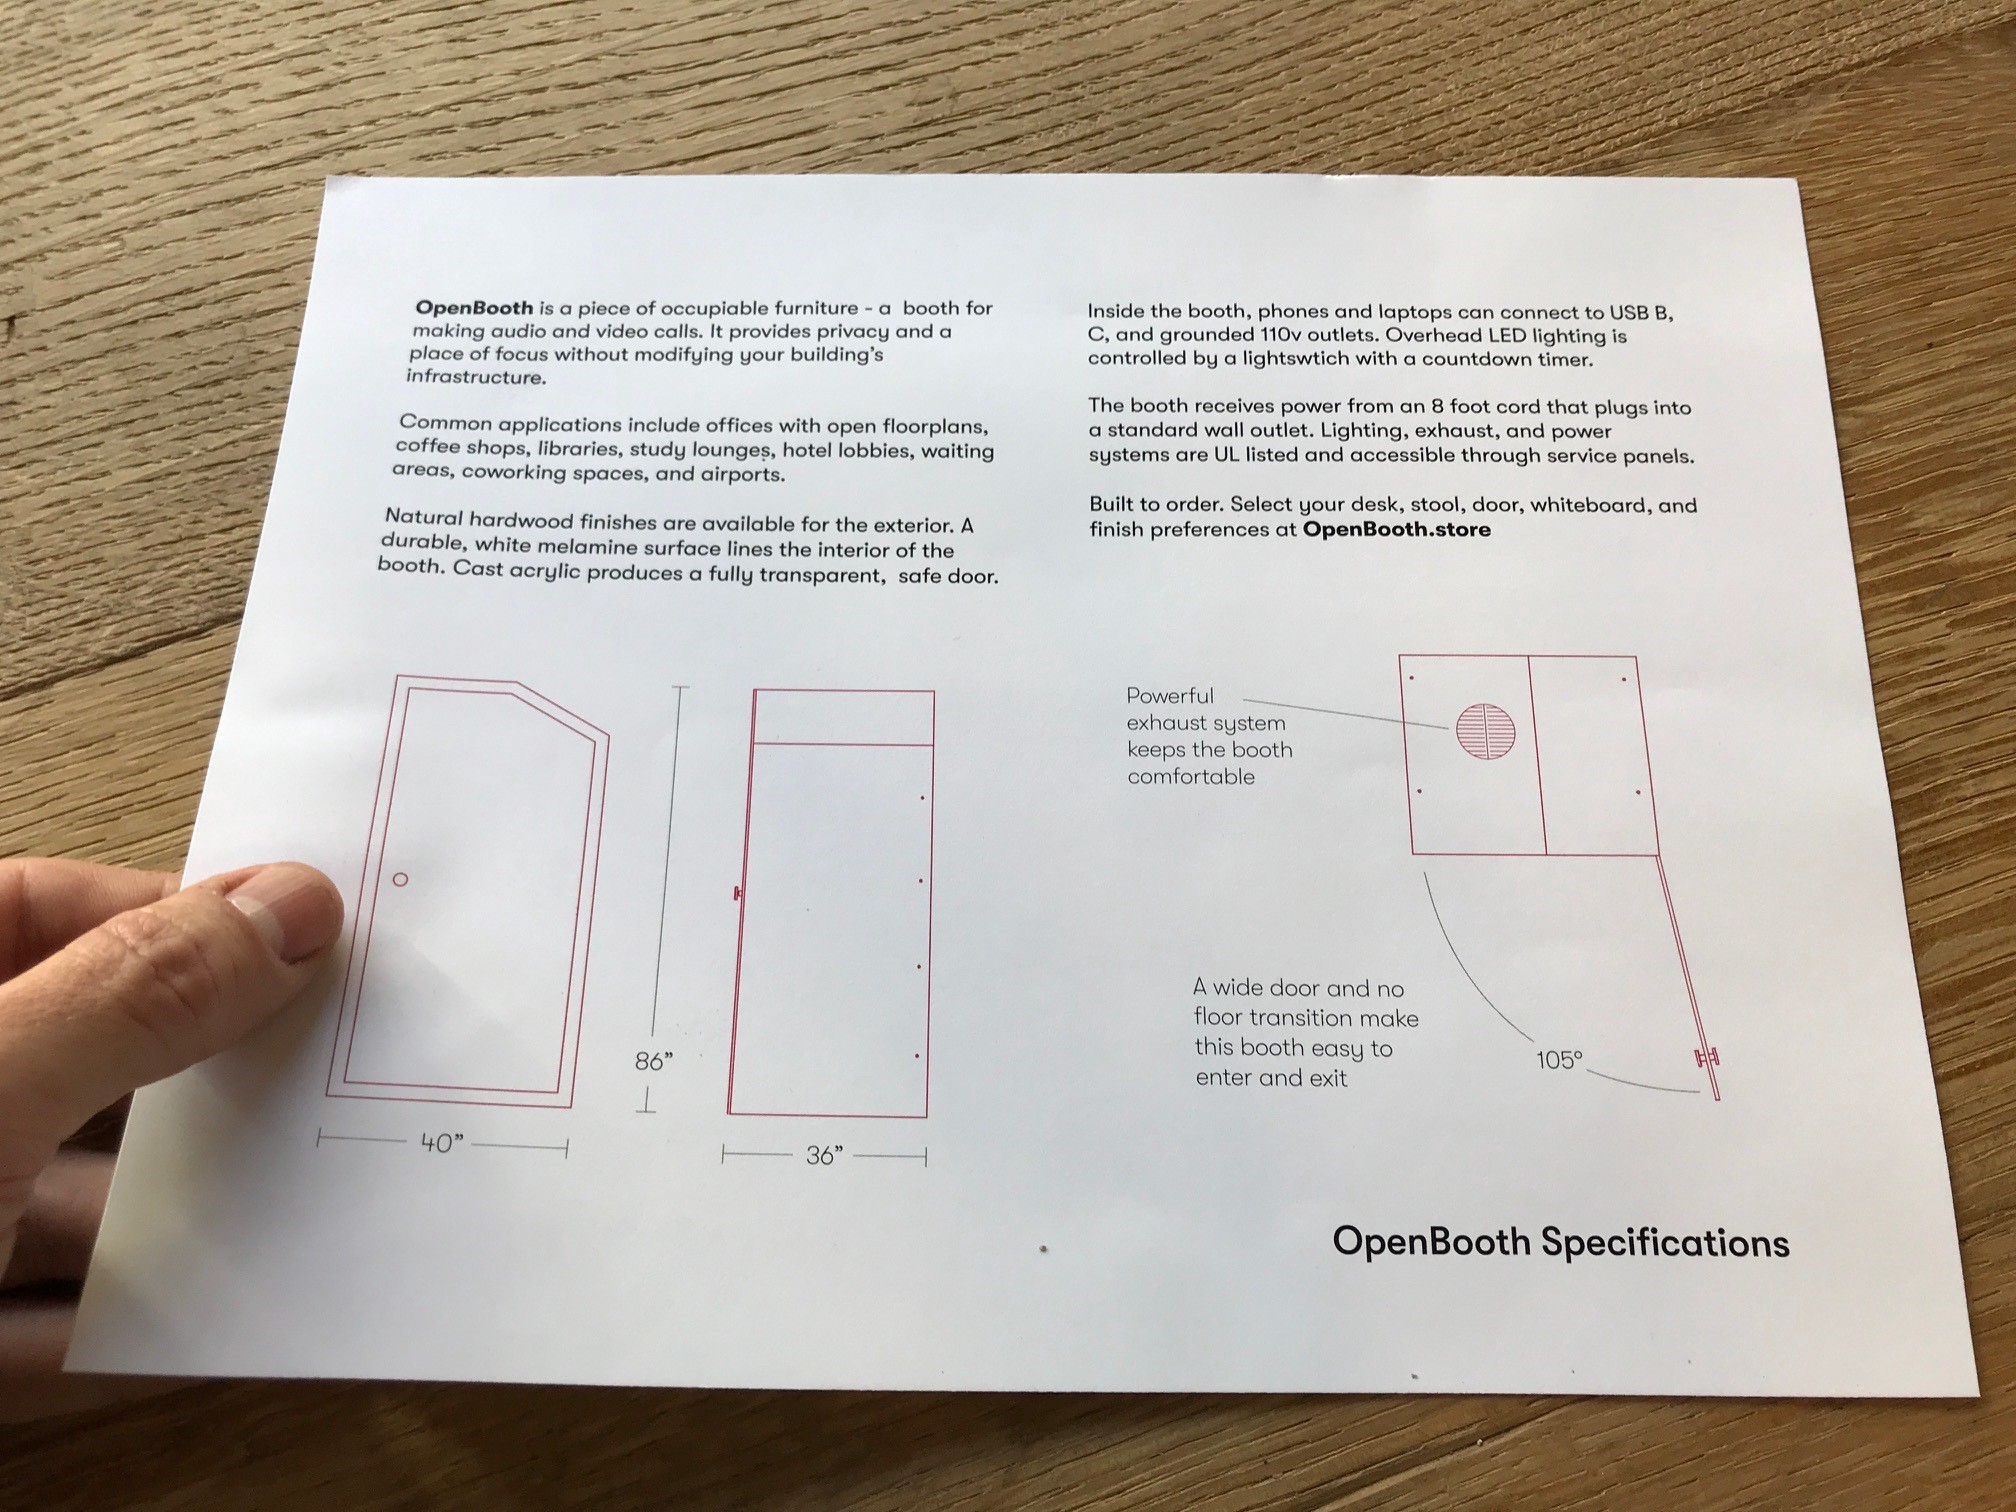 OpenBooth is a piece of occupiable furniture - a  booth for
making audio and video calls. It provides privacy and a
place of focus without modifying your building's
infrastructure.
Common applications include offices with open floorplans,
coffee shops, libraries, study lounges, hotel lobbies, waiting
areas, coworking spaces, and airports.
Natural hardwood finishes are available for the exterior. A
durable, white melamine surface lines the interior of the
booth. Cast acrylic produces a fully transparent,  safe door.
Inside the booth, phones and laptops can connect to USB B,
C, and grounded 110v outlets. Overhead LED lighting is
controlled by a lightswtich with a countdown timer.
The booth receives power from an 8 foot cord that plugs into
a standard wall outlet. Lighting, exhaust, and power
systems are UL listed and accessible through service panels.
Built to order. Select your desk, stool, door, whiteboard, and
finish preferences at OpenBooth.store
40”
86”
36”
Powerful
exhaust system
keeps the booth
comfortable
A wide door and no
floor transition make
this booth easy to
enter and exit
105°
OpenBooth Specifications